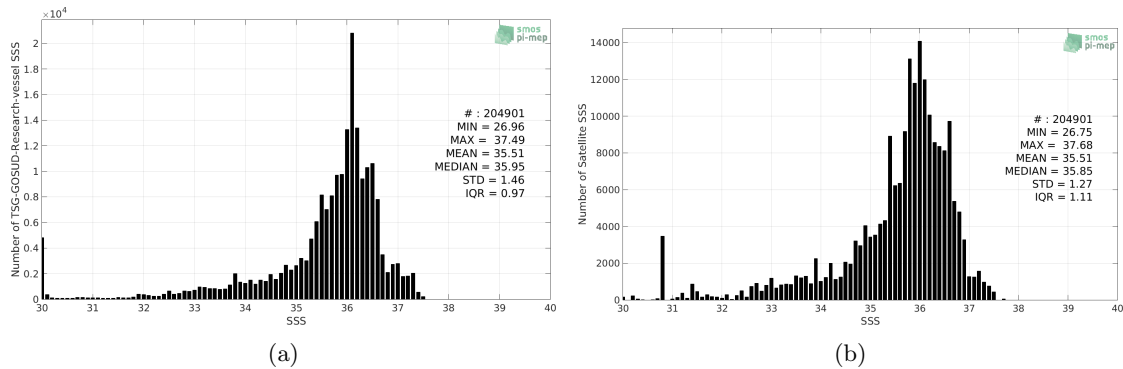 ×10⁴
smos
pi-mep
Number of TSG-GOSUD-Research-vessel SSS
2
1.8
1.6
1.4
1.2
1
0.8
0.6
0.4
0.2
0
# : 204901
MIN = 26.96
MAX = 37.49
MEAN = 35.51
MEDIAN = 35.95
STD = 1.46
IQR = 0.97
30 31 32 33 34 35 36 37 38 39 40
SSS
(a)
smos
pi-mep
Number of Satellite SSS
14000
12000
10000
8000
6000
4000
2000
0
# : 204901
MIN = 26.75
MAX = 37.68
MEAN = 35.51
MEDIAN = 35.85
STD = 1.27
IQR = 1.11
30 31 32 33 34 35 36 37 38 39 40
SSS
(b)